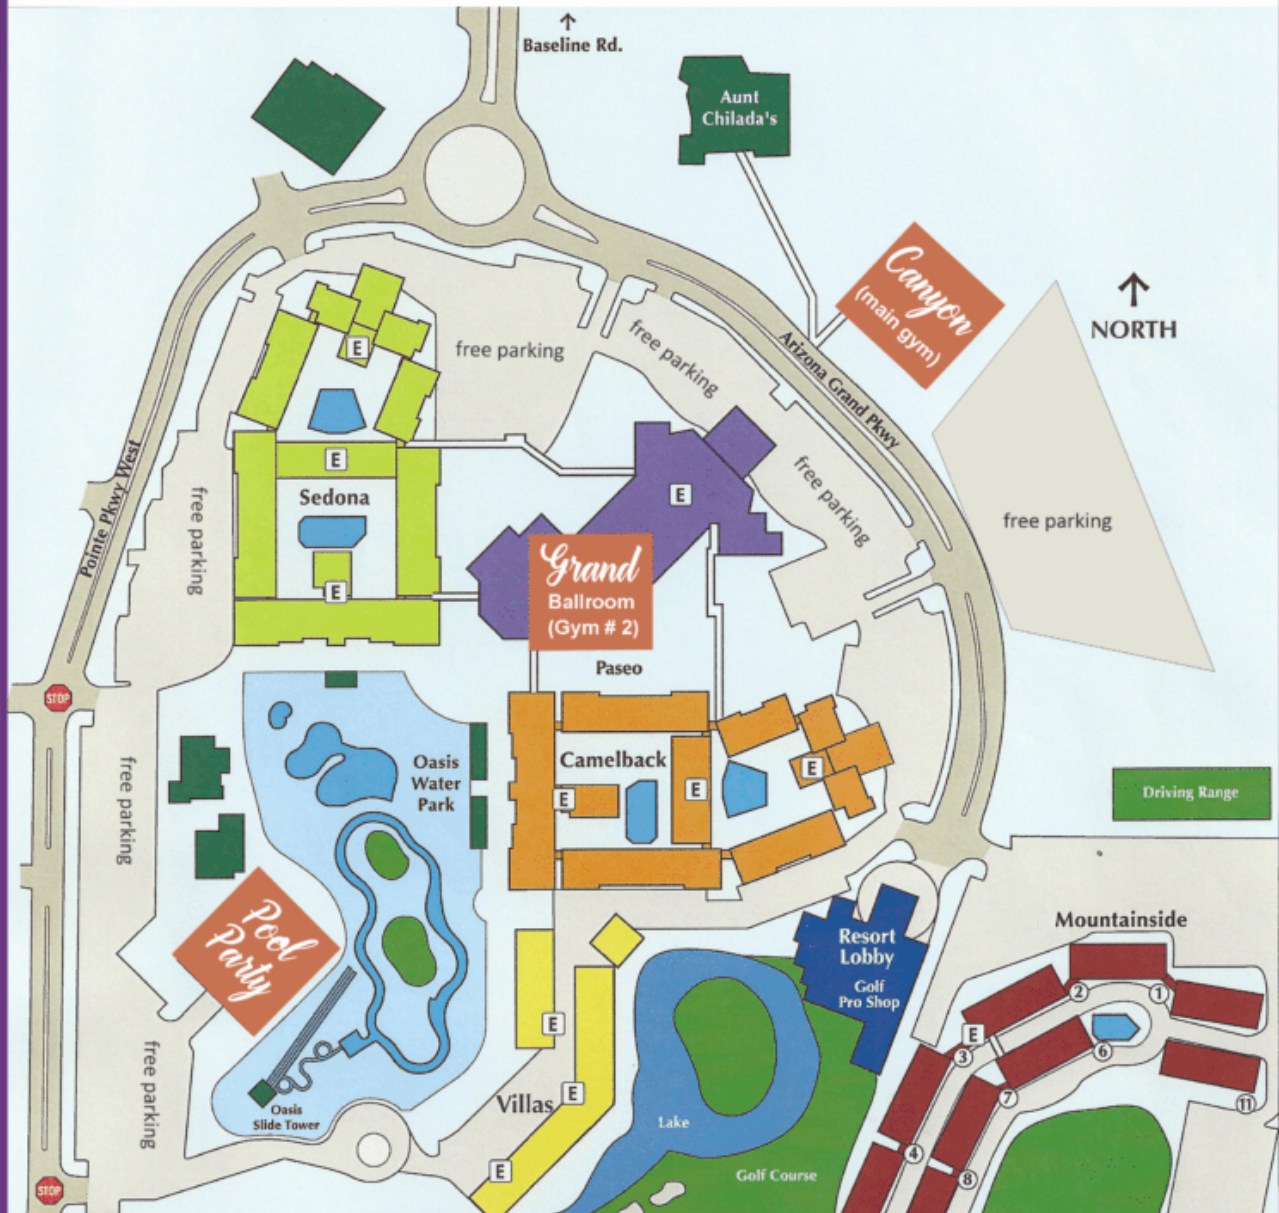 Baseline Rd.
Aunt
Chilada's
Canyon
(main gym)
NORTH
free parking
free parking
Arizona Grand Pkwy
E
free parking
E
Sedona
E
E
free parking
free parking
Pointe Pkwy West
free parking
Grand
Ballroom
(Gym # 2)
Paseo
STOP
Oasis
Water
Park
Camelback
E
E
E
Driving Range
free parking
Pool
Party
Mountainside
Resort
Lobby
Golf
Pro Shop
2
1
E
3
6
7
11
E
free parking
Oasis
Slide Tower
Villas
E
Lake
4
8
E
Golf Course
STOP